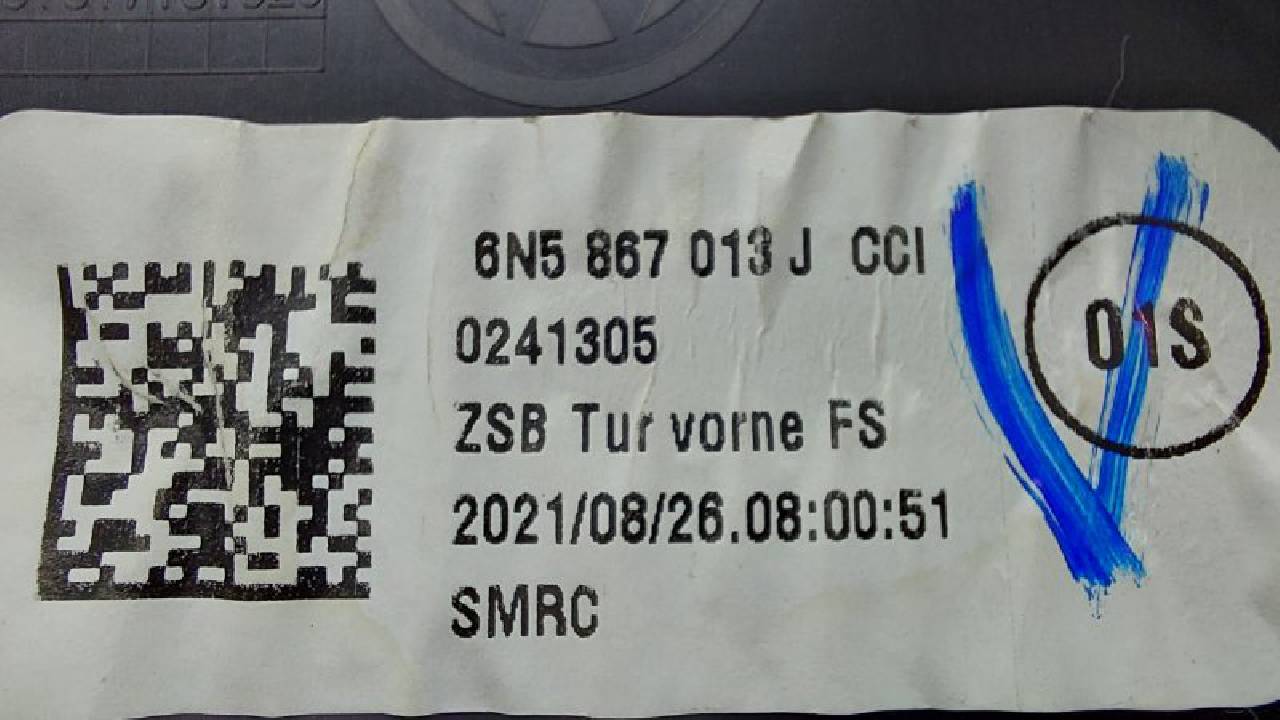 6N5 867 013 J CCI
01S
0241305
ZSB Tur vorne FS
2021/08/26.08:00:51
SMRC